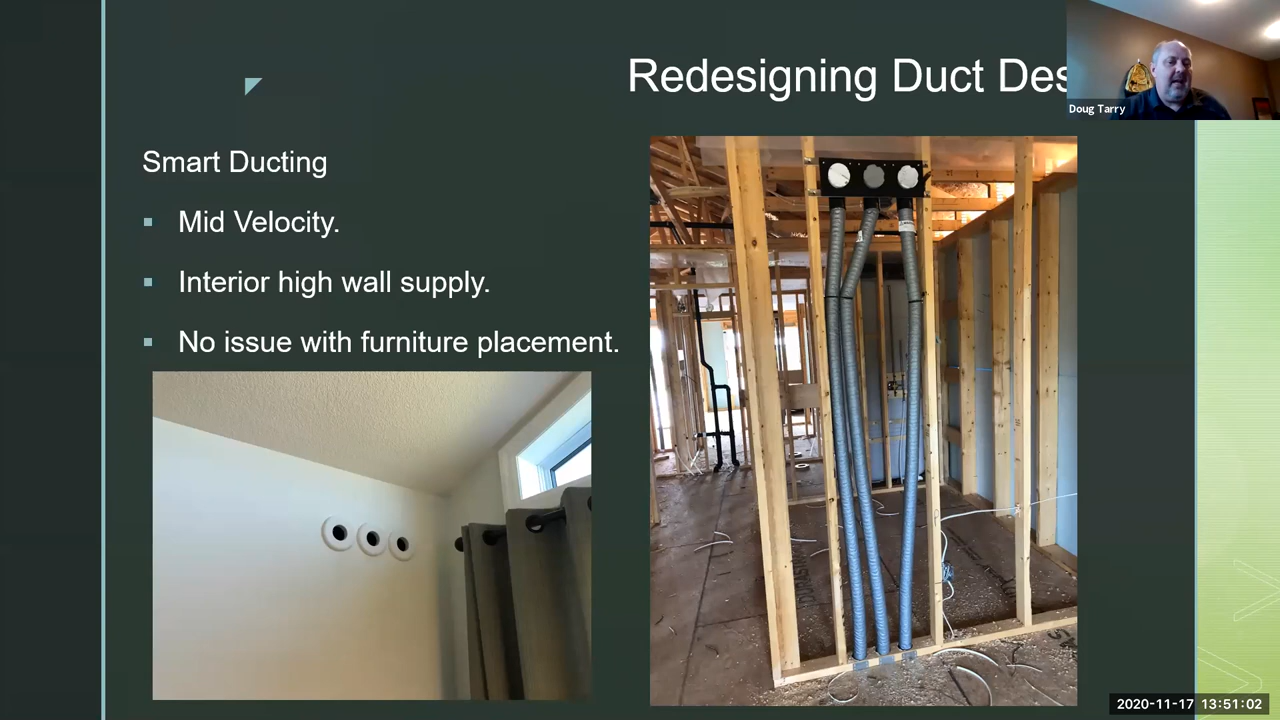 Redesigning Duct Des
Doug Tarry
Smart Ducting
Mid Velocity.
Interior high wall supply.
No issue with furniture placement.
2020-11-17 13:51:02